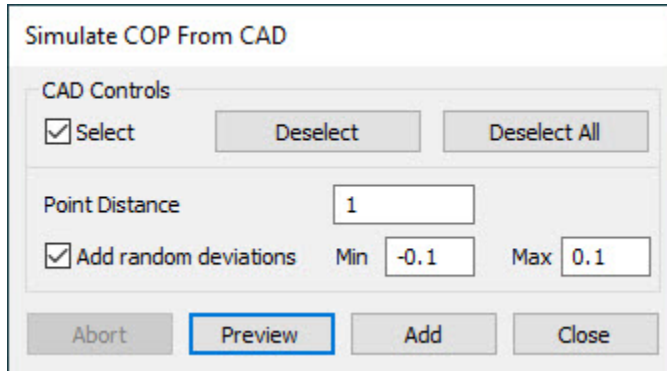 Simulate COP From CAD
CAD Controls
Select Deselect Deselect All
Point Distance 1
Add random deviations Min -0.1 Max 0.1
Abort Preview Add Close